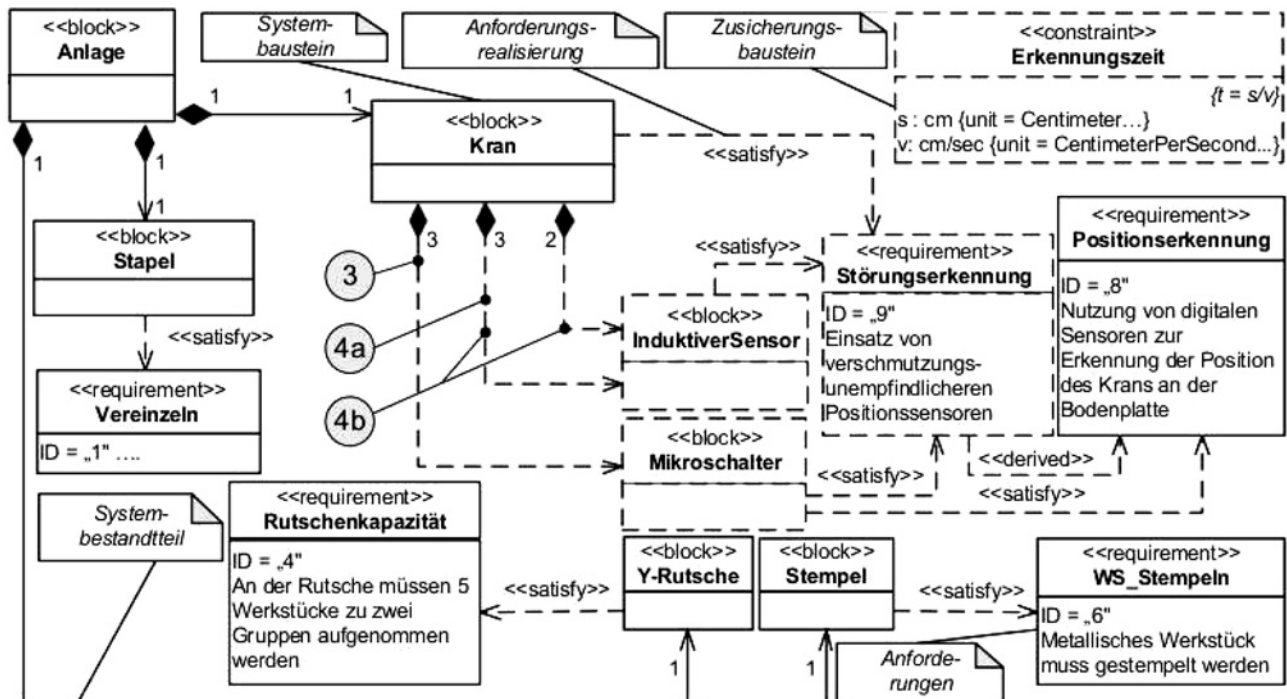 <<block>>
Anlage
System-
baustein
Anforderungs-
realisierung
Zusicherungs-
baustein
<<constraint>>
Erkennungszeit
{t = s/v}
s : cm {unit = Centimeter…}
v: cm/sec {unit = CentimeterPerSecond...}
1
1
1
1
1
<<block>>
Kran
<<satisfy>>
3
3
2
<<block>>
Stapel
<<satisfy>>
<<requirement>>
Vereinzeln
ID = „1" ....
3
4a
4b
<<block>>
InduktiverSensor
<<satisfy>>
<<requirement>>
Störungserkennung
ID = „9"
Einsatz von
verschmutzungs-
unempfindlicheren
Positionssensoren
<<requirement>>
Positionserkennung
ID = „8"
Nutzung von digitalen
Sensoren zur
Erkennung der Position
des Krans an der
Bodenplatte
<<block>>
Mikroschalter
<<satisfy>>
<<derived>>
<<satisfy>>
System-
bestandtteil
<<requirement>>
Rutschenkapazität
ID = „4"
An der Rutsche müssen 5
Werkstücke zu zwei
Gruppen aufgenommen
werden
<<satisfy>>
<<block>>
Y-Rutsche
<<block>>
Stempel
<<satisfy>>
<<requirement>>
WS_Stempeln
ID = „6"
Metallisches Werkstück
muss gestempelt werden
1
1
Anforde-
rungen